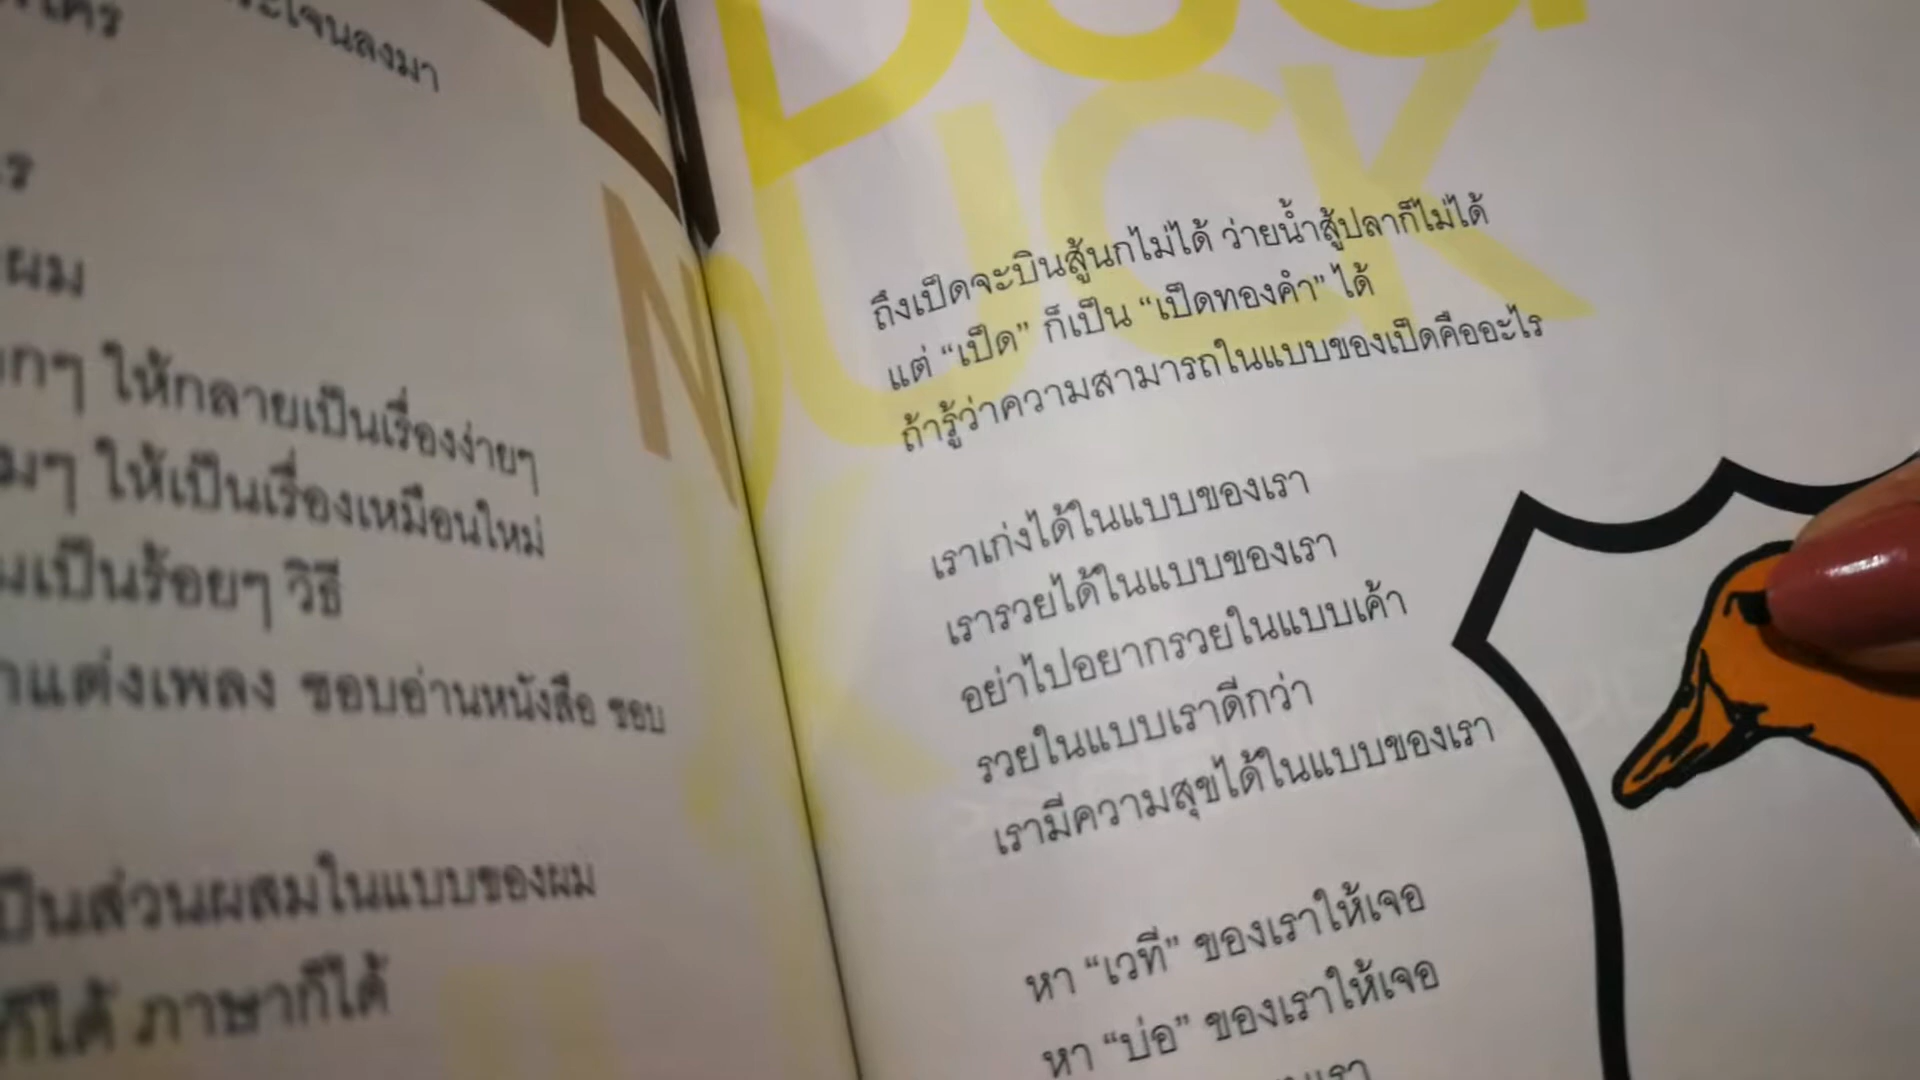 ระโจนลงมา
ผม
ให้กลายเป็นเรื่องง่ายๆ
ให้เป็นเรื่องเหมือนใหม่
เป็นร้อยๆ วิธี
แต่งเพลง ชอบอ่านหนังสือ ชอบ
เป็นส่วนผสมในแบบของผม
ก็ได้ ภาษาก็ได้
DUCK
ถึงเป็ดจะบินสู้นกไม่ได้ ว่ายน้ำสู้ปลาก็ไม่ได้
แต่ “เป็ด” ก็เป็น “เป็ดทองคำ” ได้
ถ้ารู้ว่าความสามารถในแบบของเป็ดคืออะไร
เราเก่งได้ในแบบของเรา
เรารวยได้ในแบบของเรา
อย่าไปอยากรวยในแบบเค้า
รวยในแบบเราดีกว่า
เรามีความสุขได้ในแบบของเรา
หา “เวที” ของเราให้เจอ
หา “บ่อ” ของเราให้เจอ